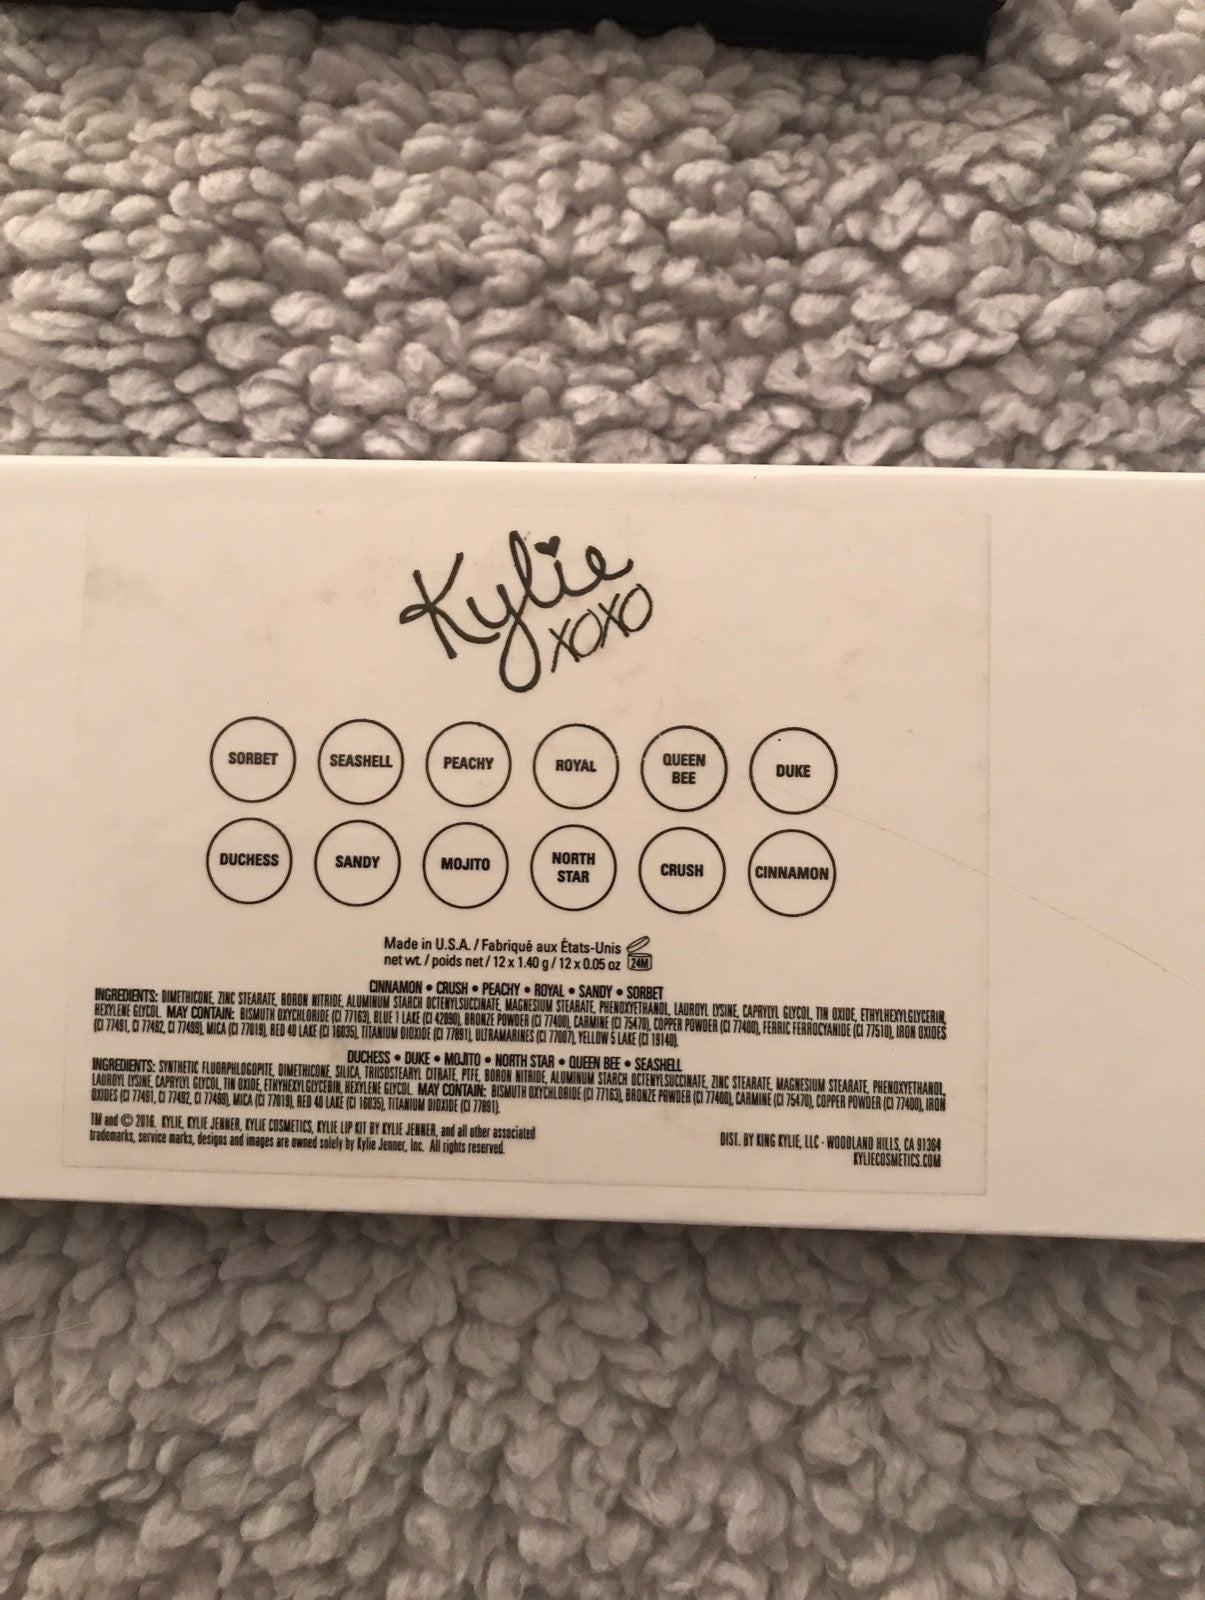 Kylie
XOXO
SORBET SEASHELL PEACHY ROYAL QUEEN BEE DUKE
DUCHESS SANDY MOJITO NORTH STAR CRUSH CINNAMON
Made in U.S.A. / Fabriqué aux États-Unis
net wt. / poids net / 12 x 1.40 g / 12 x 0.05 oz 24M
CINNAMON • CRUSH • PEACHY • ROYAL • SANDY • SORBET
INGREDIENTS: DIMETHICONE, ZINC STEARATE, BORON NITRIDE, ALUMINUM STARCH OCTENYLSUCCINATE, MAGNESIUM STEARATE, PHENOXYETHANOL, LAUROYL LYSINE, CAPRYLYL GLYCOL, TIN OXIDE, ETHYLHEXYLGLYCERIN,
HEXYLENE GLYCOL. MAY CONTAIN: BISMUTH OXYCHLORIDE (CI 77163), BLUE 1 LAKE (CI 42090), BRONZE POWDER (CI 77400), CARMINE (CI 75470), COPPER POWDER (CI 77400), FERRIC FERROCYANIDE (CI 77510), IRON OXIDES
(CI 77491, CI 77492, CI 77499), MICA (CI 77019), RED 40 LAKE (CI 16035), TITANIUM DIOXIDE (CI 77891), ULTRAMARINES (CI 77007), YELLOW 5 LAKE (CI 19140).
DUCHESS • DUKE • MOJITO • NORTH STAR • QUEEN BEE • SEASHELL
INGREDIENTS: SYNTHETIC FLUORPHLOGOPITE, DIMETHICONE, SILICA, TRIISOSTEARYL CITRATE, PTFE, BORON NITRIDE, ALUMINUM STARCH OCTENYLSUCCINATE, ZINC STEARATE, MAGNESIUM STEARATE, PHENOXYETHANOL,
LAUROYL LYSINE, CAPRYLYL GLYCOL, TIN OXIDE, ETHYHEXYLGLYCERIN, HEXYLENE GLYCOL. MAY CONTAIN: BISMUTH OXYCHLORIDE (CI 77163), BRONZE POWDER (CI 77400), CARMINE (CI 75470), COPPER POWDER (CI 77400), IRON
OXIDES (CI 77491, CI 77492, CI 77499), MICA (CI 77019), RED 40 LAKE (CI 16035), TITANIUM DIOXIDE (CI 77891).
TM and © 2016. KYLIE, KYLIE JENNER, KYLIE COSMETICS, KYLIE LIP KIT BY KYLIE JENNER, and all other associated
trademarks, service marks, designs and images are owned solely by Kylie Jenner, Inc. All rights reserved.
DIST. BY KING KYLIE, LLC - WOODLAND HILLS, CA 91364
KYLIECOSMETICS.COM